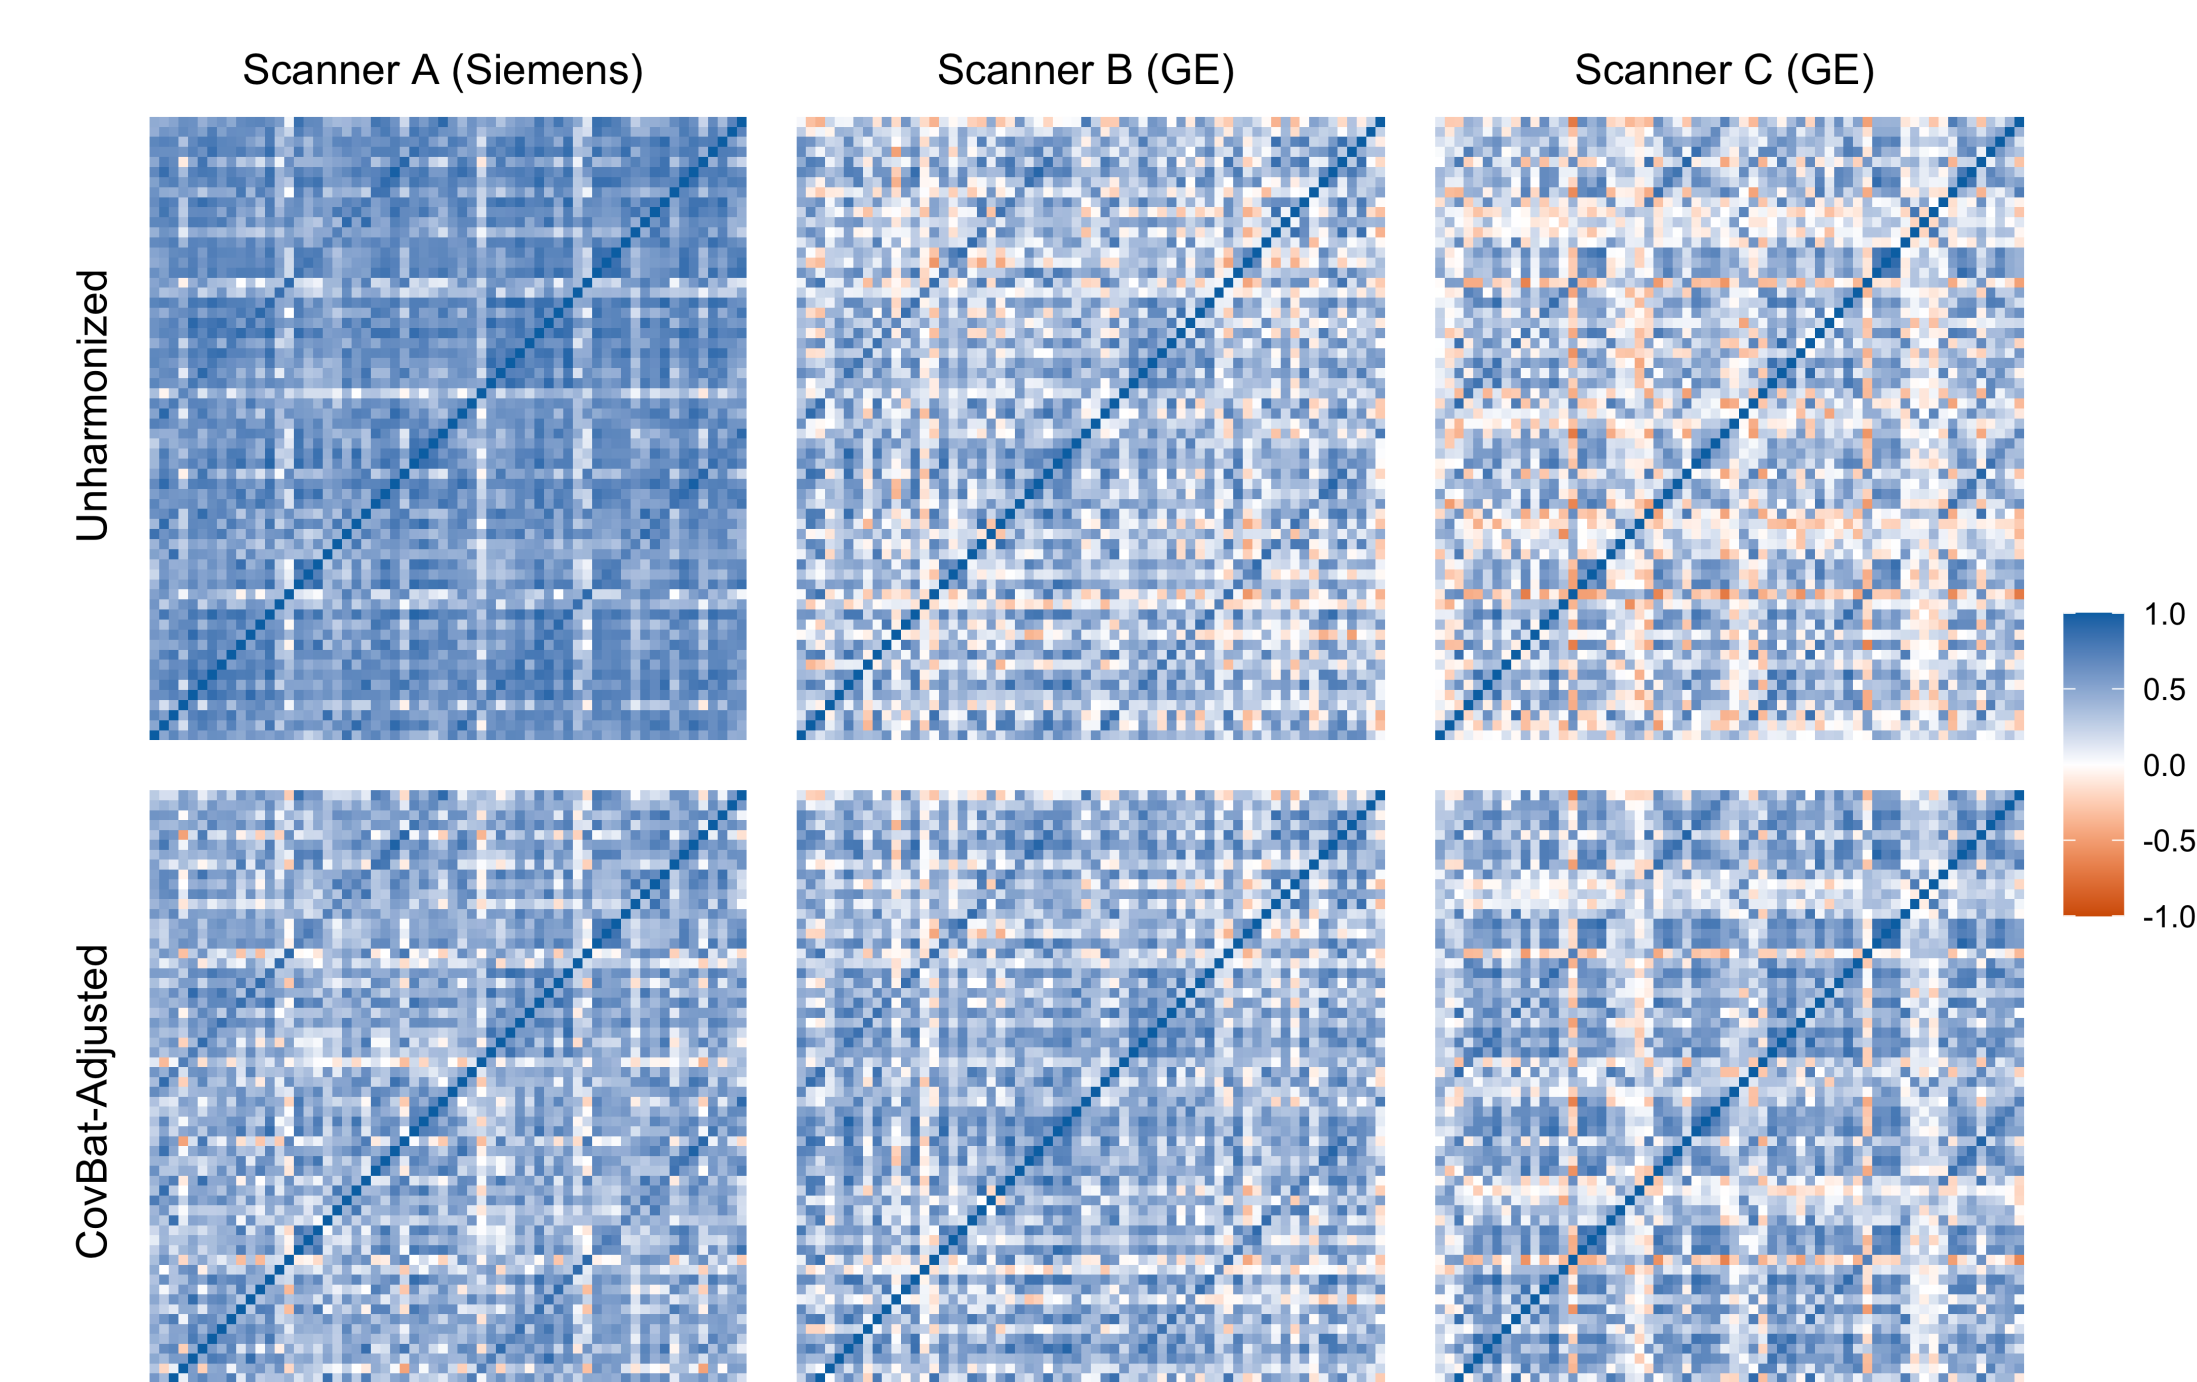 Scanner A (Siemens)
Scanner B (GE)
Scanner C (GE)
Unharmonized
CovBat-Adjusted
1.0
0.5
0.0
-0.5
-1.0